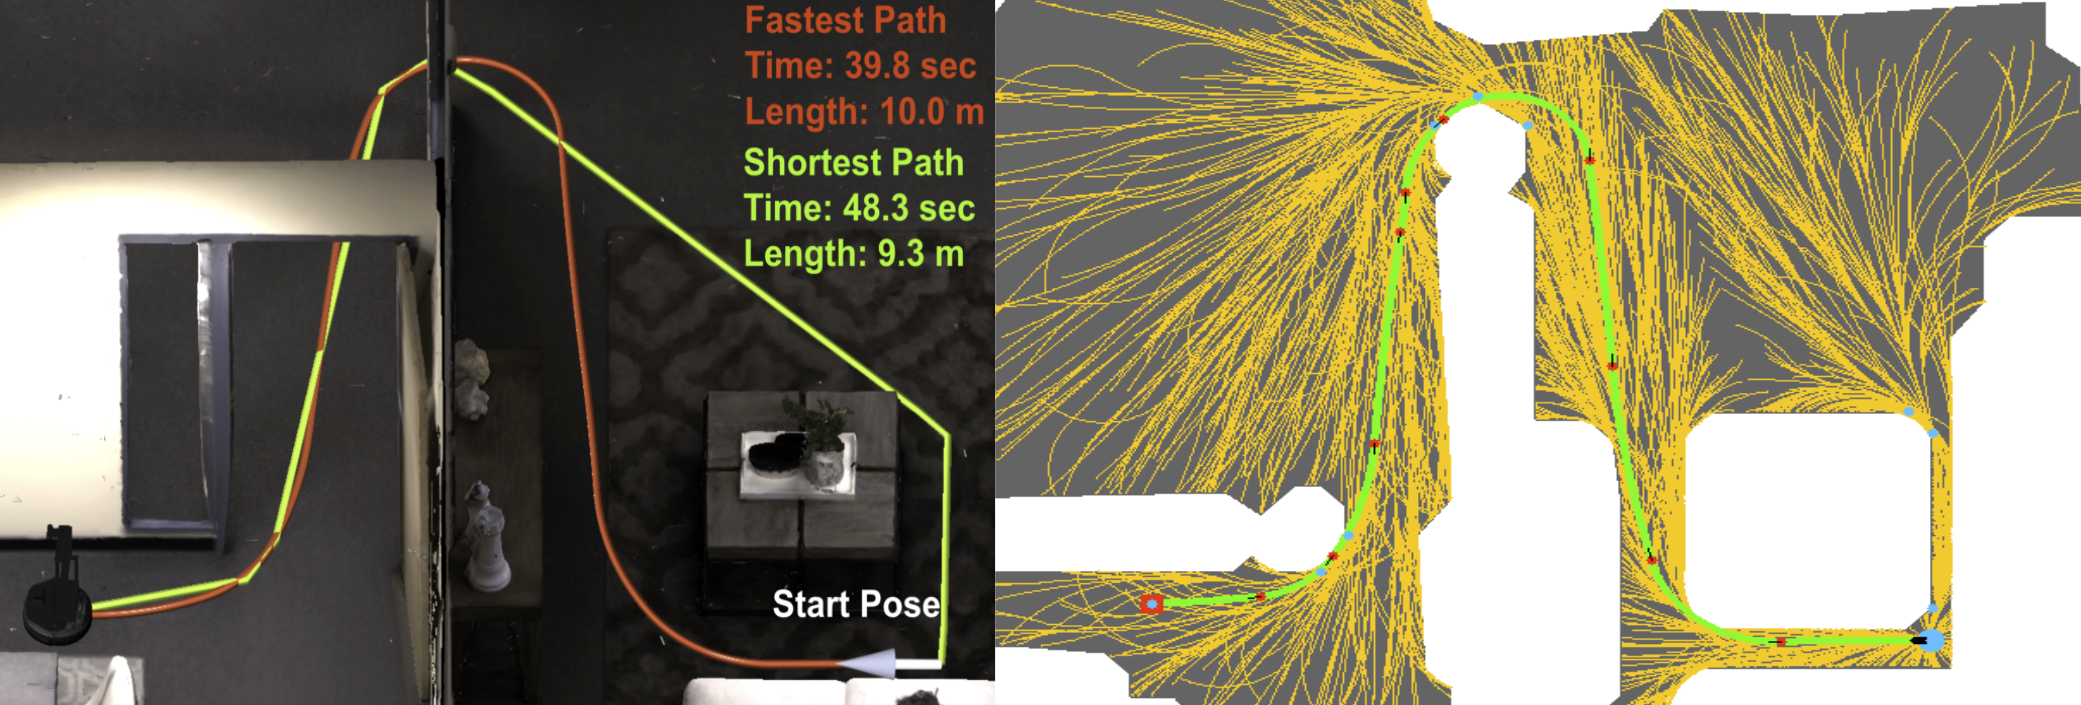 Fastest Path
Time: 39.8 sec
Length: 10.0 m
Shortest Path
Time: 48.3 sec
Length: 9.3 m
Start Pose